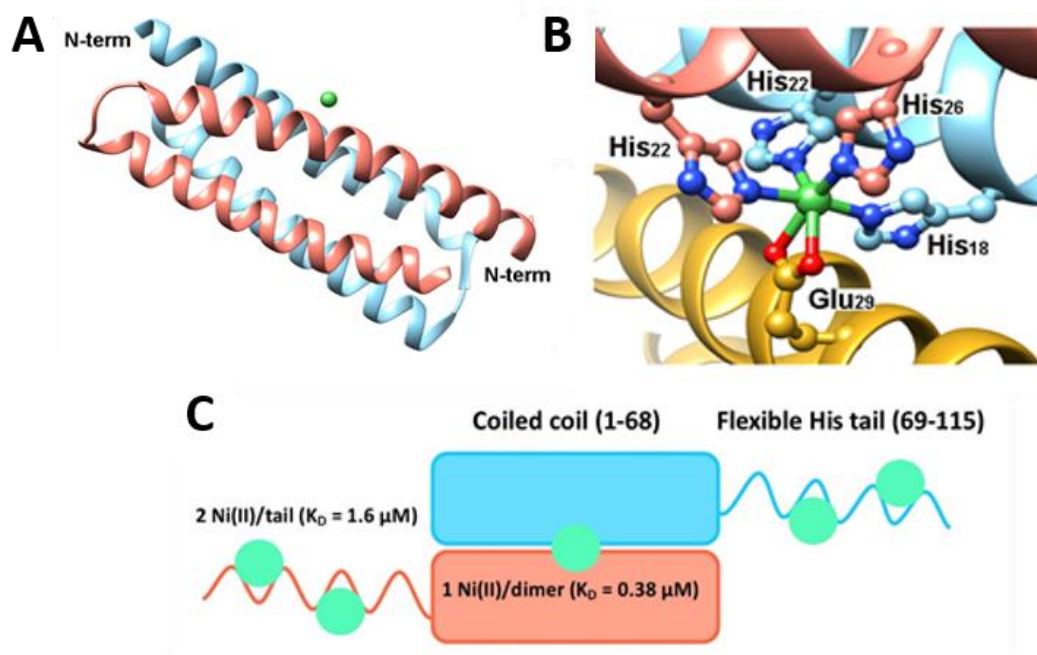 A
N-term
N-term
B
His22
His26
His22
His18
Glu29
C
Coiled coil (1-68)
Flexible His tail (69-115)
2 Ni(II)/tail (KD = 1.6 µM)
1 Ni(II)/dimer (KD = 0.38 µM)